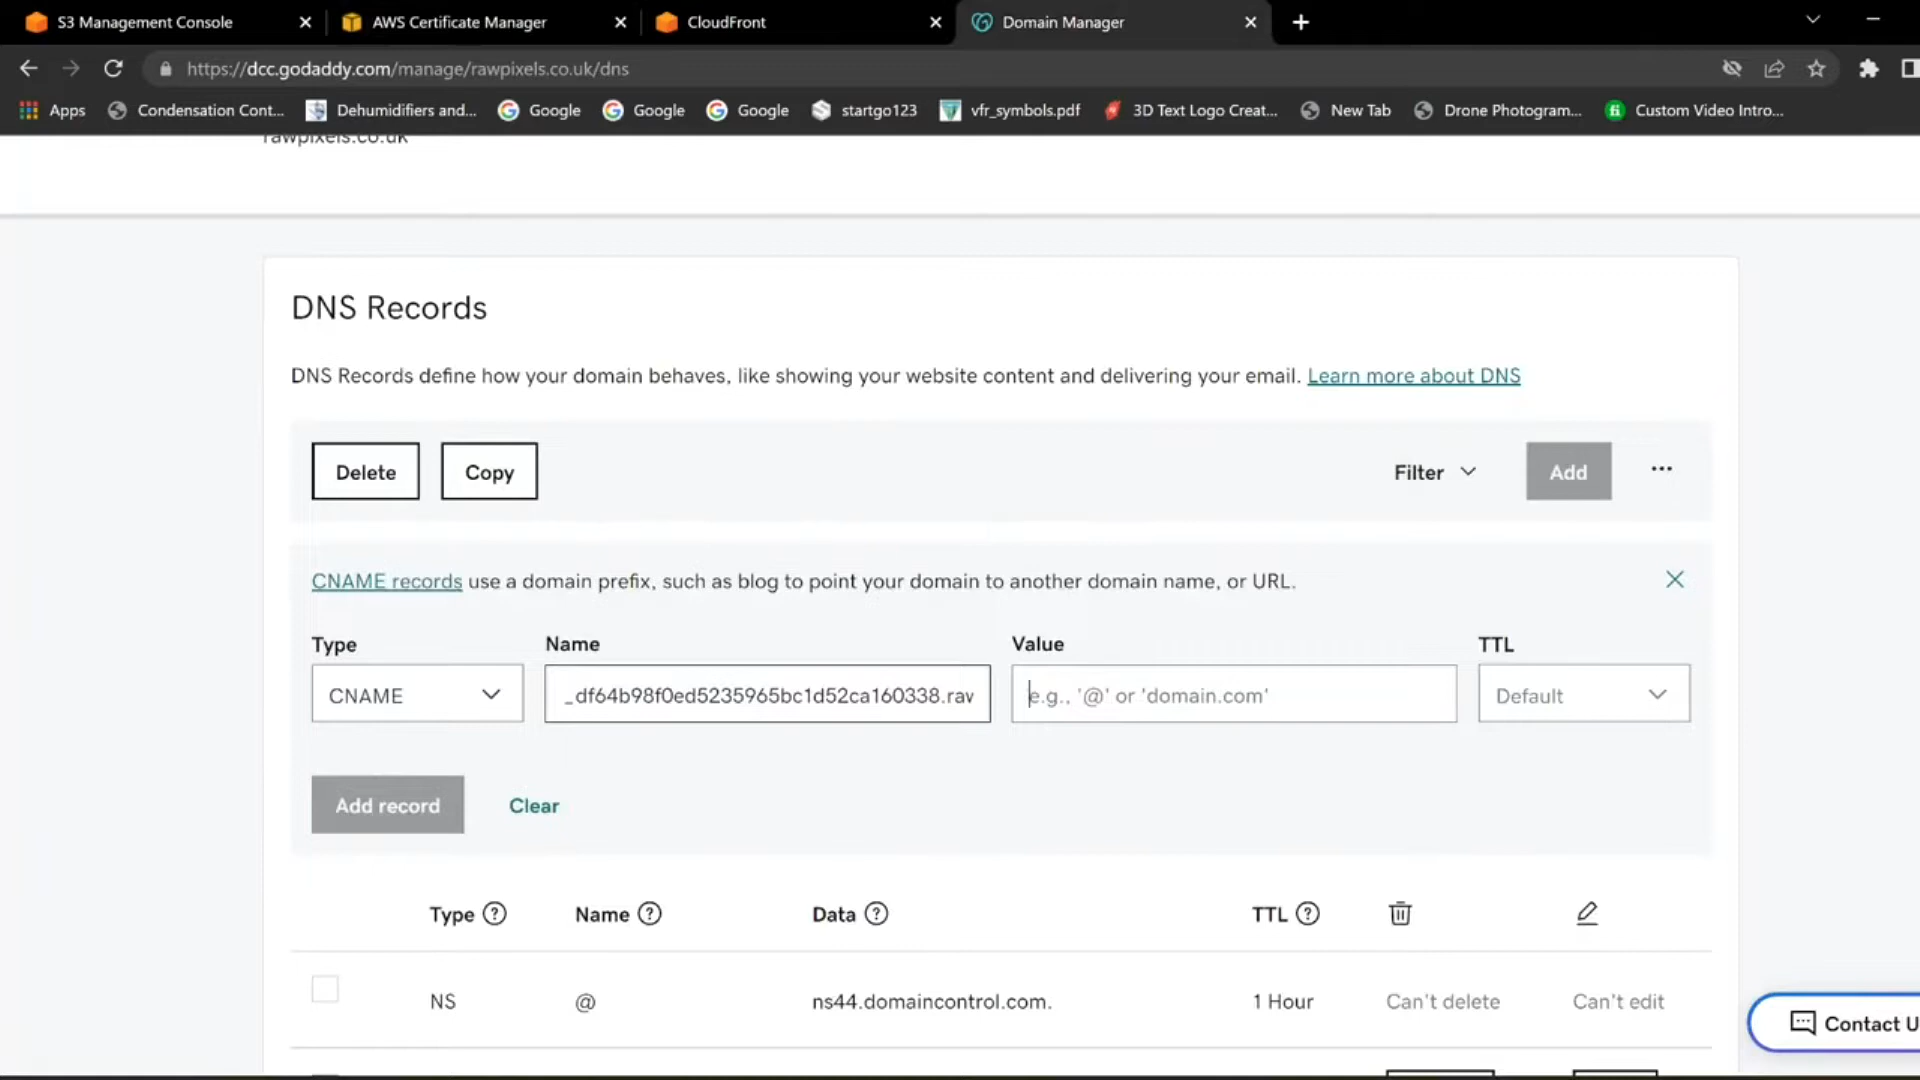 S3 Management Console
AWS Certificate Manager
CloudFront
Domain Manager
https://dcc.godaddy.com/manage/rawpixels.co.uk/dns
Apps
Condensation Cont...
Dehumidifiers and...
Google
Google
Google
startgo123
vfr_symbols.pdf
3D Text Logo Creat...
New Tab
Drone Photogram...
fi
Custom Video Intro...
rawpixels.co.uk
DNS Records
DNS Records define how your domain behaves, like showing your website content and delivering your email. Learn more about DNS
Delete
Copy
Filter
Add
CNAME records use a domain prefix, such as blog to point your domain to another domain name, or URL.
Type
Name
Value
TTL
CNAME
_df64b98f0ed5235965bc1d52ca160338.rav
e.g., '@' or 'domain.com'
Default
Add record
Clear
Type ?
Name ?
Data ?
TTL ?
NS
@
ns44.domaincontrol.com.
1 Hour
Can't delete
Can't edit
Contact U